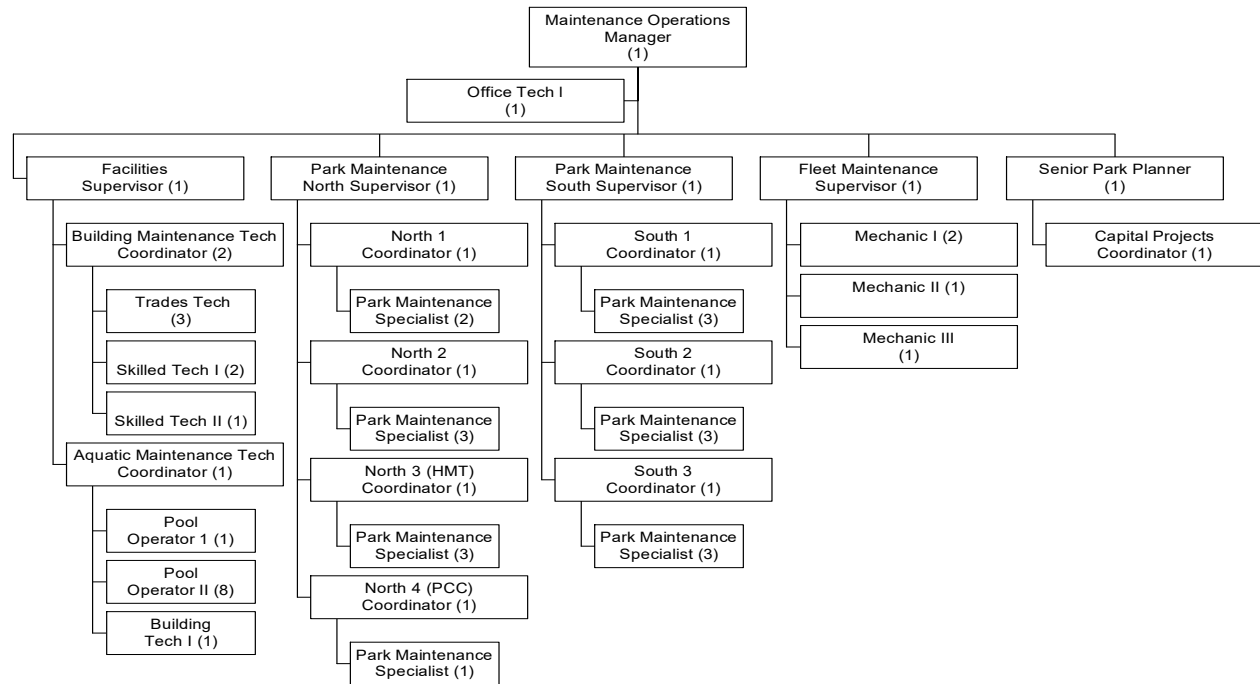 Maintenance Operations
Manager
(1)
Office Tech I
(1)
Facilities
Supervisor (1)
Building Maintenance Tech
Coordinator (2)
Trades Tech
(3)
Skilled Tech I (2)
Skilled Tech II (1)
Aquatic Maintenance Tech
Coordinator (1)
Pool
Operator 1 (1)
Pool
Operator II (8)
Building
Tech I (1)
Park Maintenance
North Supervisor (1)
North 1
Coordinator (1)
Park Maintenance
Specialist (2)
North 2
Coordinator (1)
Park Maintenance
Specialist (3)
North 3 (HMT)
Coordinator (1)
Park Maintenance
Specialist (3)
North 4 (PCC)
Coordinator (1)
Park Maintenance
Specialist (1)
Park Maintenance
South Supervisor (1)
South 1
Coordinator (1)
Park Maintenance
Specialist (3)
South 2
Coordinator (1)
Park Maintenance
Specialist (3)
South 3
Coordinator (1)
Park Maintenance
Specialist (3)
Fleet Maintenance
Supervisor (1)
Mechanic I (2)
Mechanic II (1)
Mechanic III
(1)
Senior Park Planner
(1)
Capital Projects
Coordinator (1)